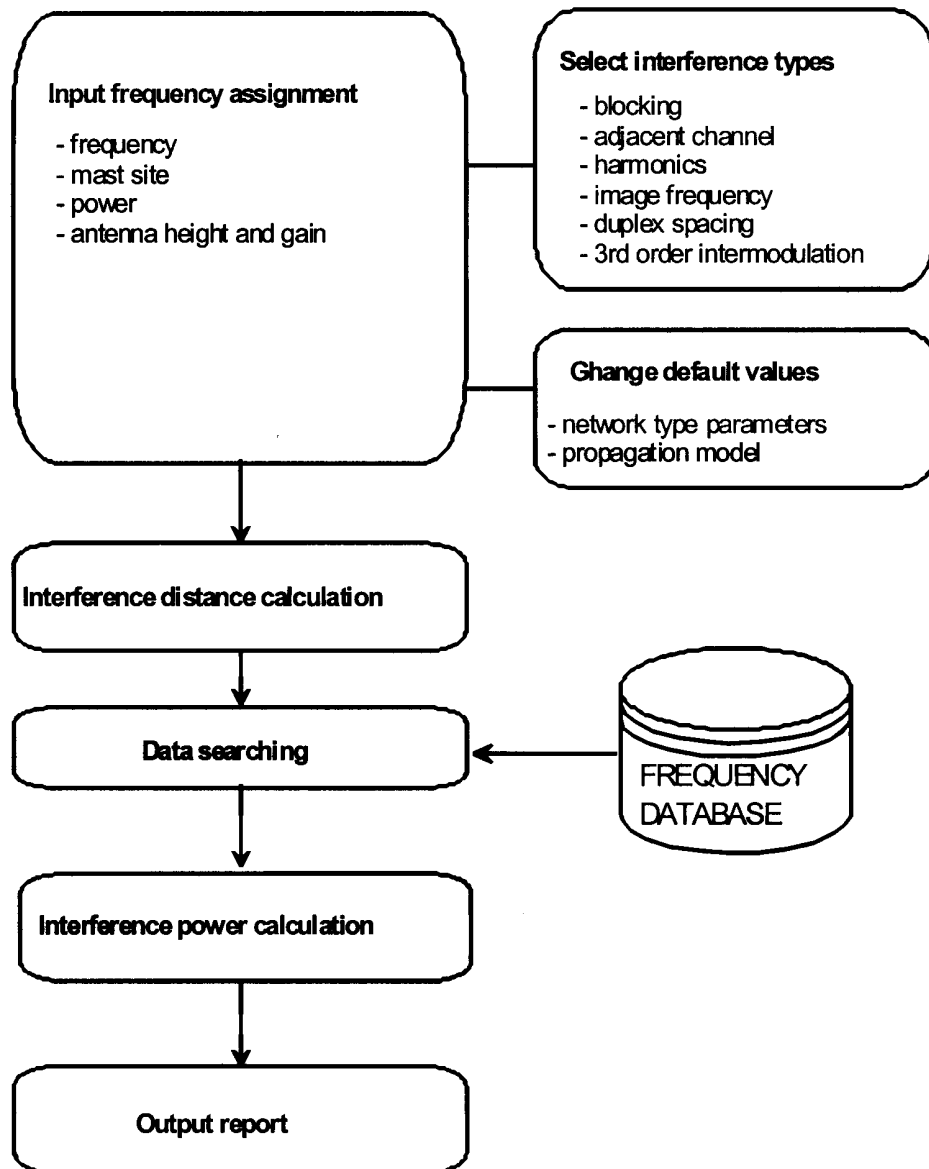 Input frequency assignment
- frequency
- mast site
- power
- antenna height and gain
Select interference types
- blocking
- adjacent channel
- harmonics
- image frequency
- duplex spacing
- 3rd order intermodulation
Ghange default values
- network type parameters
- propagation model
Interference distance calculation
Data searching
FREQUENCY
DATABASE
Interference power calculation
Output report